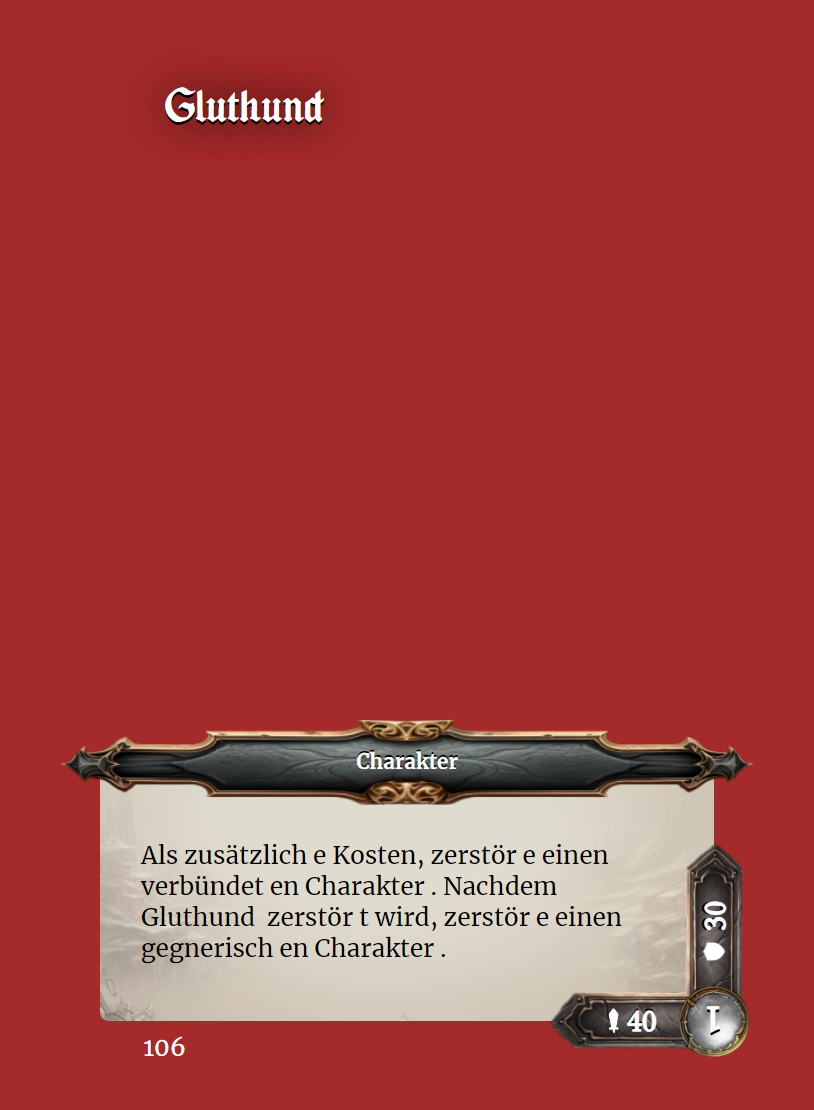 Gluthund
Charakter
Als zusätzlich e Kosten, zerstör e einen
verbündet en Charakter . Nachdem
Gluthund  zerstör t wird, zerstör e einen
gegnerisch en Charakter .
30
40
1
106